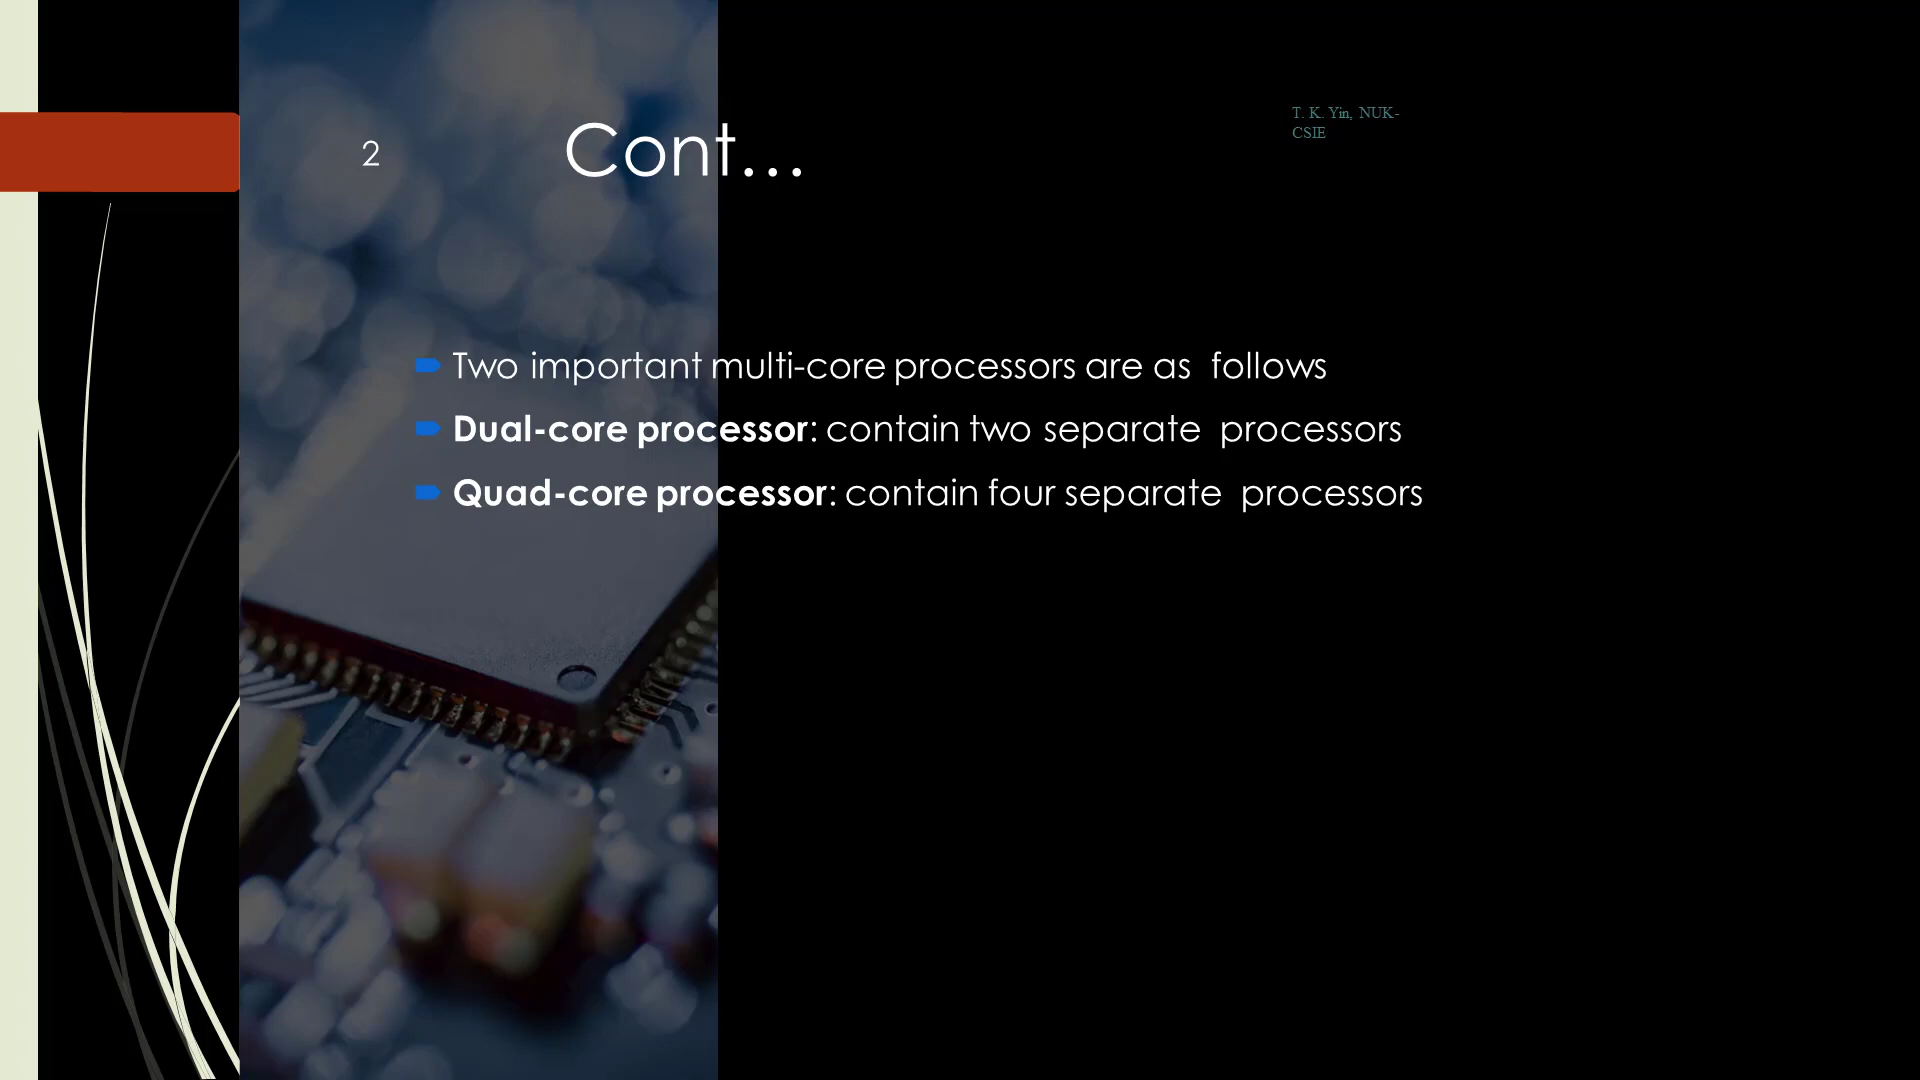 2
Cont...
T. K. Yin, NUK-
CSIE
Two important multi-core processors are as follows
Dual-core processor: contain two separate processors
Quad-core processor: contain four separate processors